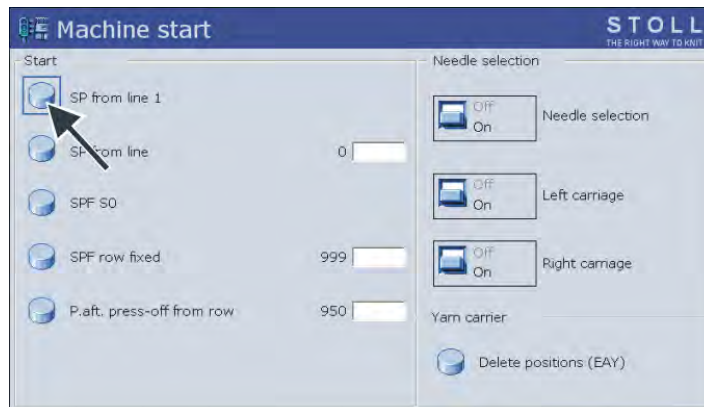 Machine start
STOLL
THE RIGHT WAY TO KNIT
Start
SP from line 1
SP from line 0
SPF S0
SPF row fixed 999
P.aft. press-off from row 950
Needle selection
Off
On
Needle selection
Off
On
Left carriage
Off
On
Right carriage
Yarn carrier
Delete positions (EAY)